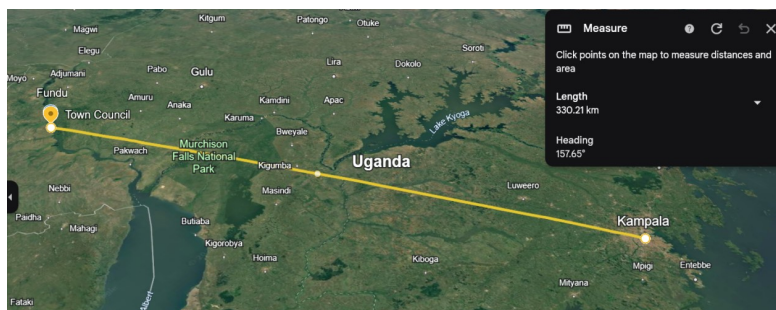 Magwi
Kitgum
Patongo
Otuke
Elegu
Moyo
Adjumani
Pabo
Gulu
Lira
Dokolo
Soroti
Fundu
Town Council
Amuru
Anaka
Kamdini
Apac
Karuma
Lake Kyoga
Bweyale
Pakwach
Murchison
Falls National
Park
Kigumba
Uganda
Masindi
Luweero
Nebbi
Paidha
Mahagi
Butiaba
Kigorobya
Hoima
Kiboga
Kampala
Mpigi
Entebbe
Mityana
Fataki
Albert
Measure
Click points on the map to measure distances and
area
Length
330.21 km
Heading
157.65°